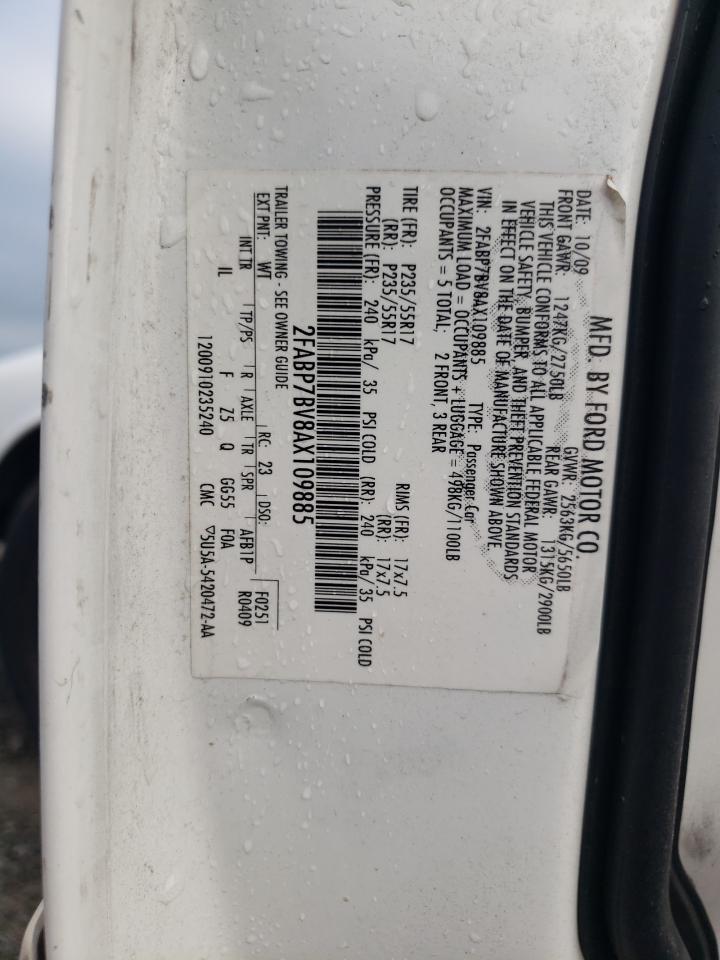 MFD. BY FORD MOTOR CO.
DATE: 10/09 GVWR: 2563KG/5650LB
FRONT GAWR: 1247KG/2750LB REAR GAWR: 1315KG/2900LB
THIS VEHICLE CONFORMS TO ALL APPLICABLE FEDERAL MOTOR
VEHICLE SAFETY, BUMPER, AND THEFT PREVENTION STANDARDS
IN EFFECT ON THE DATE OF MANUFACTURE SHOWN ABOVE.
VIN: 2FABP7BV8AX109885 TYPE: Passenger Car
MAXIMUM LOAD = OCCUPANTS + LUGGAGE = 498KG/1100LB
OCCUPANTS = 5 TOTAL, 2 FRONT, 3 REAR
TIRE (FR): P235/55R17 RIMS (FR): 17x7.5
(RR): P235/55R17 (RR): 17x7.5
PRESSURE (FR): 240 kPa/ 35 PSI COLD (RR): 240 kPa/ 35 PSI COLD
2FABP7BV8AX109885
TRAILER TOWING - SEE OWNER GUIDE
EXT PNT: WT RC: 23 DSO: F0251
R0409
INT TR TP/PS R AXLE TR SPR AFB1P
IL F Z5 Q GG55 F0A
1200910235240 CMC ▽5U5A-5420472-AA